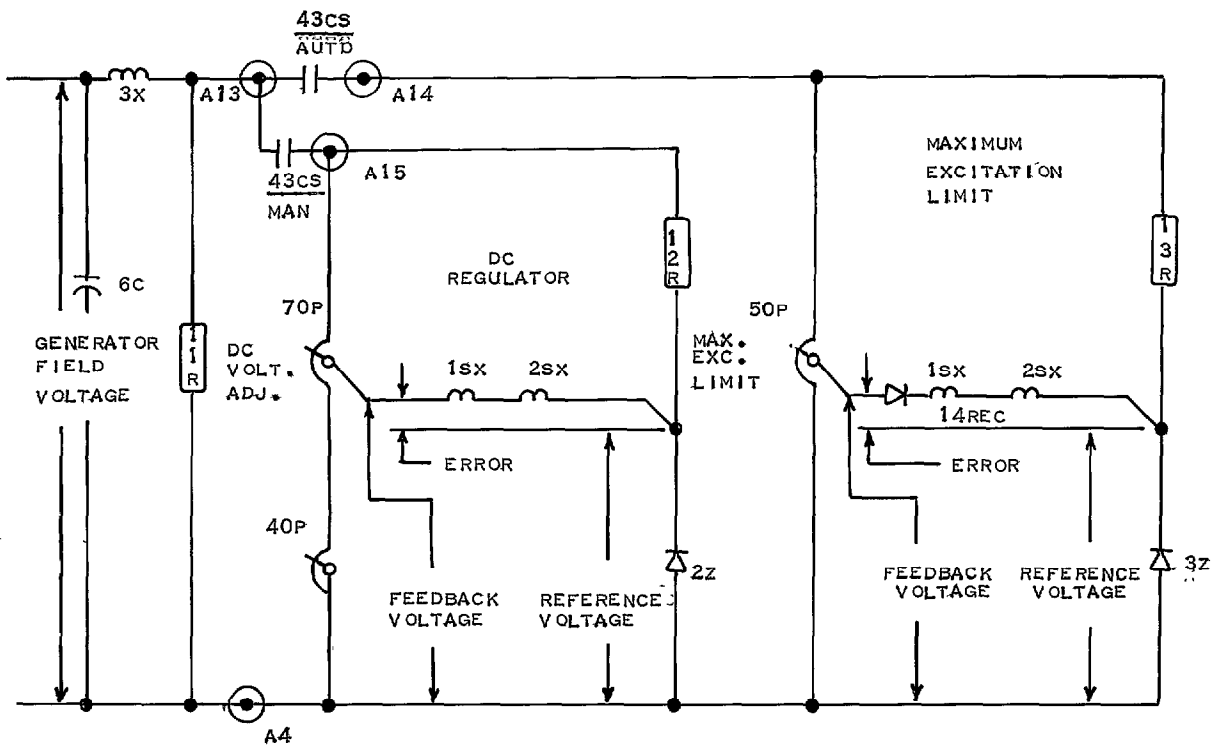 43CS
AUTO
3X
A13
A14
43CS
MAN
A15
MAXIMUM
EXCITATION
LIMIT
6C
GENERATOR
FIELD
VOLTAGE
11R
DC
VOLT.
ADJ.
70P
DC
REGULATOR
12R
13R
50P
MAX.
EXC.
LIMIT
1SX
2SX
1SX
2SX
14REC
ERROR
ERROR
40P
2Z
3Z
FEEDBACK
VOLTAGE
REFERENCE
VOLTAGE
FEEDBACK
VOLTAGE
REFERENCE
VOLTAGE
A4